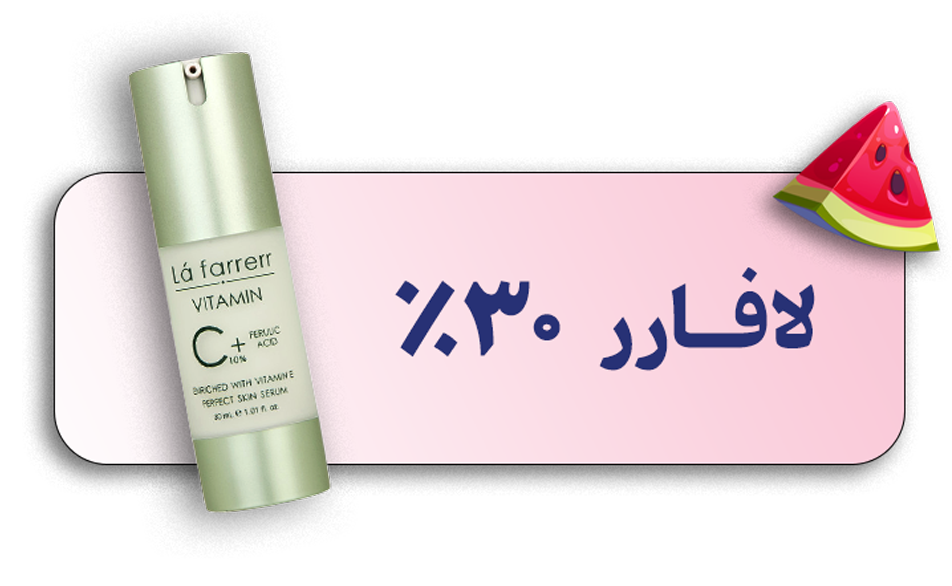 Lá farrerr
VITAMIN
C+ FERULIC
10% ACID
ENRICHED WITH VITAMIN E
PERFECT SKIN SERUM
30 mL e 1.01 fl. oz.
لافارر ۳۰٪